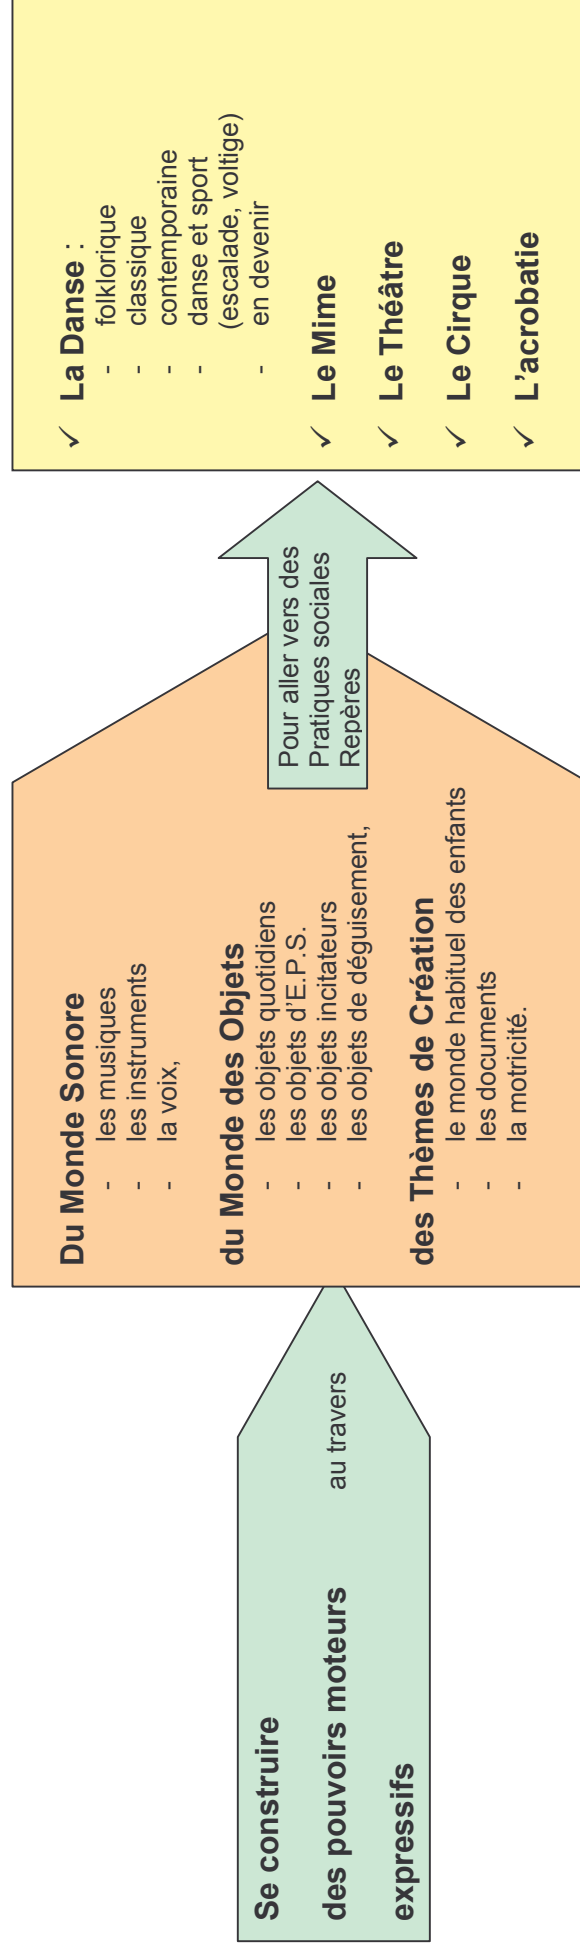 Se construire
des pouvoirs moteurs
expressifs
au travers
Du Monde Sonore
- les musiques
- les instruments
- la voix,
du Monde des Objets
- les objets quotidiens
- les objets d'E.P.S.
- les objets incitateurs
- les objets de déguisement,
des Thèmes de Création
- le monde habituel des enfants
- les documents
- la motricité.
Pour aller vers des
Pratiques sociales
Repères
✓ La Danse :
- folklorique
- classique
- contemporaine
- danse et sport
(escalade, voltige)
- en devenir
✓ Le Mime
✓ Le Théâtre
✓ Le Cirque
✓ L'acrobatie